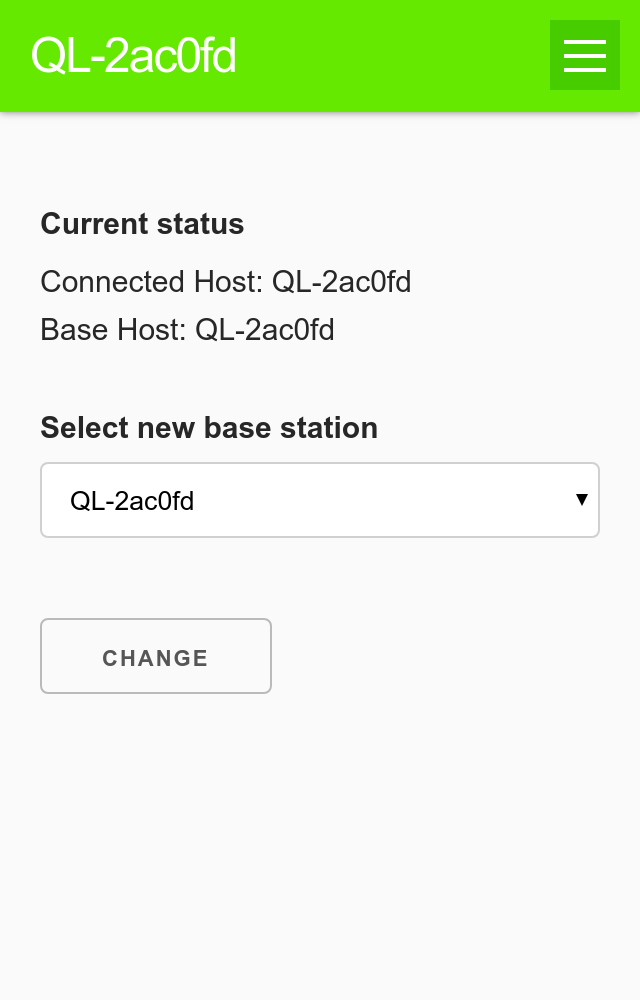 QL-2ac0fd
Current status
Connected Host: QL-2ac0fd
Base Host: QL-2ac0fd
Select new base station
QL-2ac0fd
CHANGE